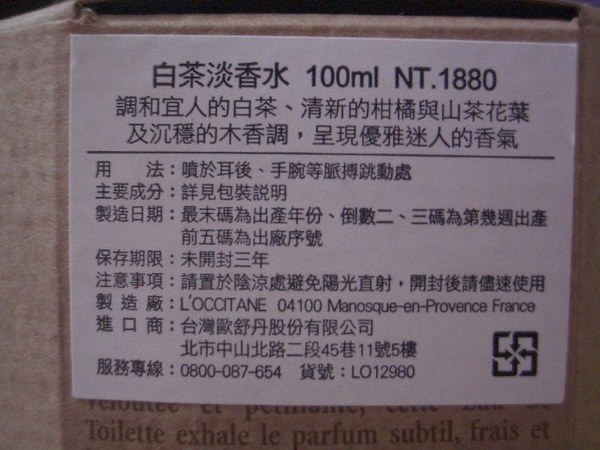 白茶淡香水 100ml NT.1880
調和宜人的白茶、清新的柑橘與山茶花葉
及沉穩的木香調，呈現優雅迷人的香氣
用　　法：噴於耳後、手腕等脈搏跳動處
主要成分：詳見包裝説明
製造日期：最末碼為出產年份、倒數二、三碼為第幾週出產
前五碼為出廠序號
保存期限：未開封三年
注意事項：請置於陰涼處避免陽光直射，開封後請儘速使用
製 造 廠：L'OCCITANE 04100 Manosque-en-Provence France
進 口 商：台灣歐舒丹股份有限公司
北市中山北路二段45巷11號5樓
服務專線：0800-087-654 貨號：LO12980
veloutée et pétillante, cette Eau de
Toilette exhale le parfum subtil, frais et